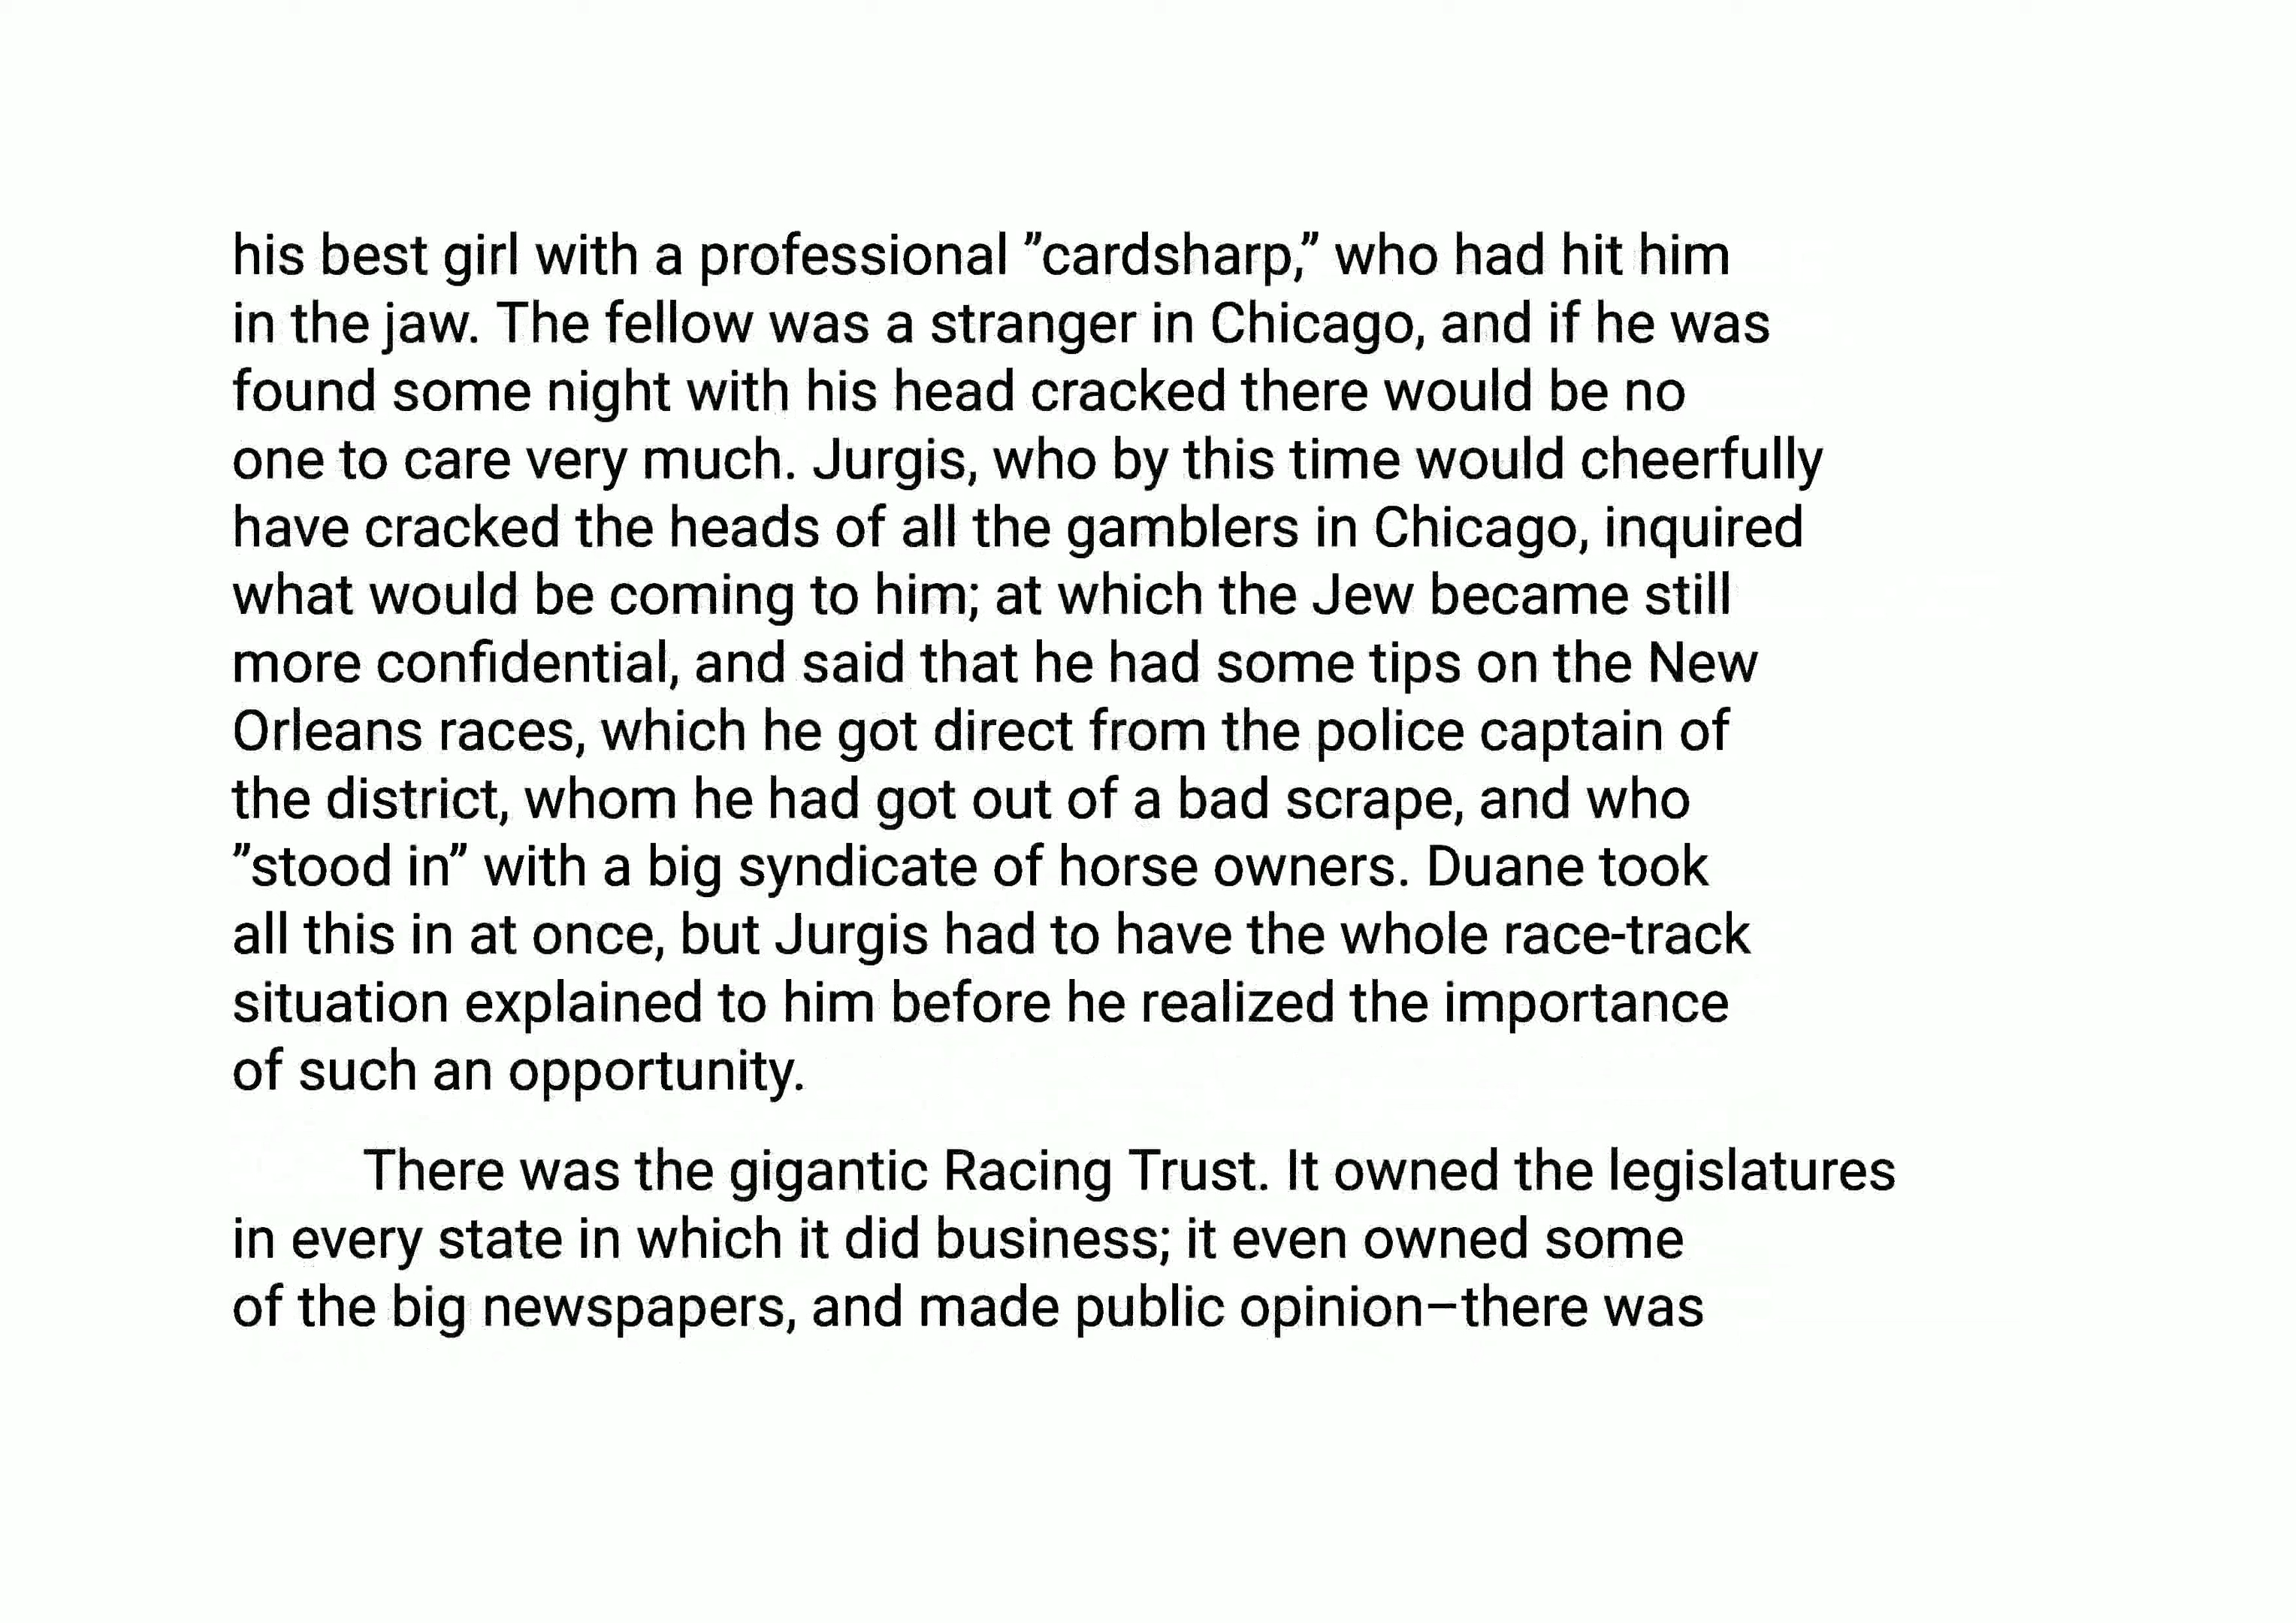 his best girl with a professional ”cardsharp,” who had hit him
in the jaw. The fellow was a stranger in Chicago, and if he was
found some night with his head cracked there would be no
one to care very much. Jurgis, who by this time would cheerfully
have cracked the heads of all the gamblers in Chicago, inquired
what would be coming to him; at which the Jew became still
more confidential, and said that he had some tips on the New
Orleans races, which he got direct from the police captain of
the district, whom he had got out of a bad scrape, and who
”stood in” with a big syndicate of horse owners. Duane took
all this in at once, but Jurgis had to have the whole race-track
situation explained to him before he realized the importance
of such an opportunity.
There was the gigantic Racing Trust. It owned the legislatures
in every state in which it did business; it even owned some
of the big newspapers, and made public opinion–there was